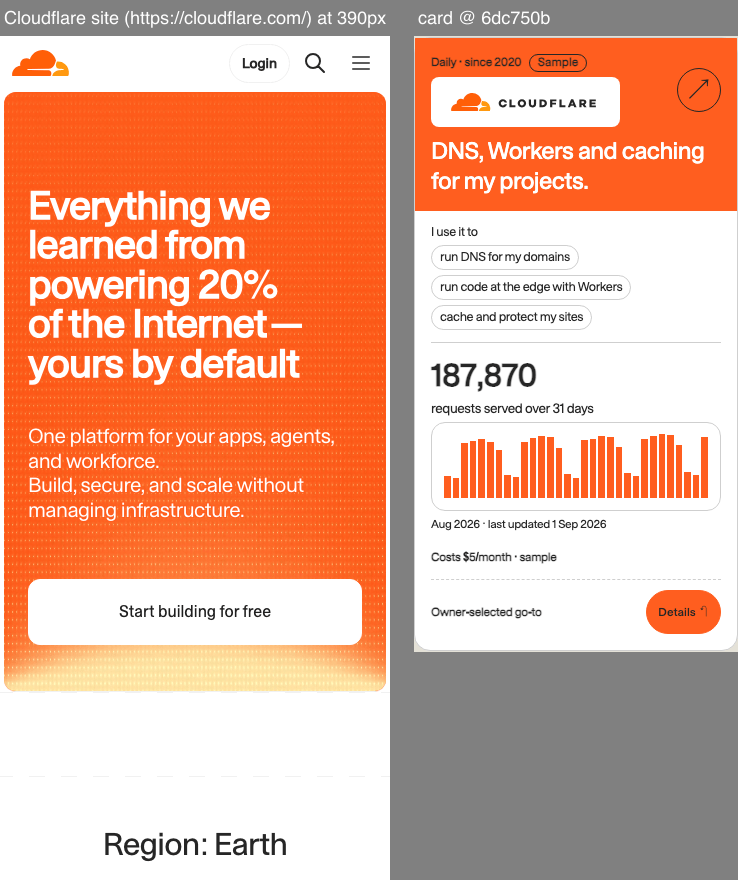 Cloudflare site (https://cloudflare.com/) at 390px
Login
Everything we
learned from
powering 20%
of the Internet—
yours by default
One platform for your apps, agents,
and workforce.
Build, secure, and scale without
managing infrastructure.
Start building for free
Region: Earth
card @ 6dc750b
Daily · since 2020 Sample
CLOUDFLARE
DNS, Workers and caching
for my projects.
I use it to
run DNS for my domains
run code at the edge with Workers
cache and protect my sites
187,870
requests served over 31 days
Aug 2026 · last updated 1 Sep 2026
Costs $5/month · sample
Owner-selected go-to
Details